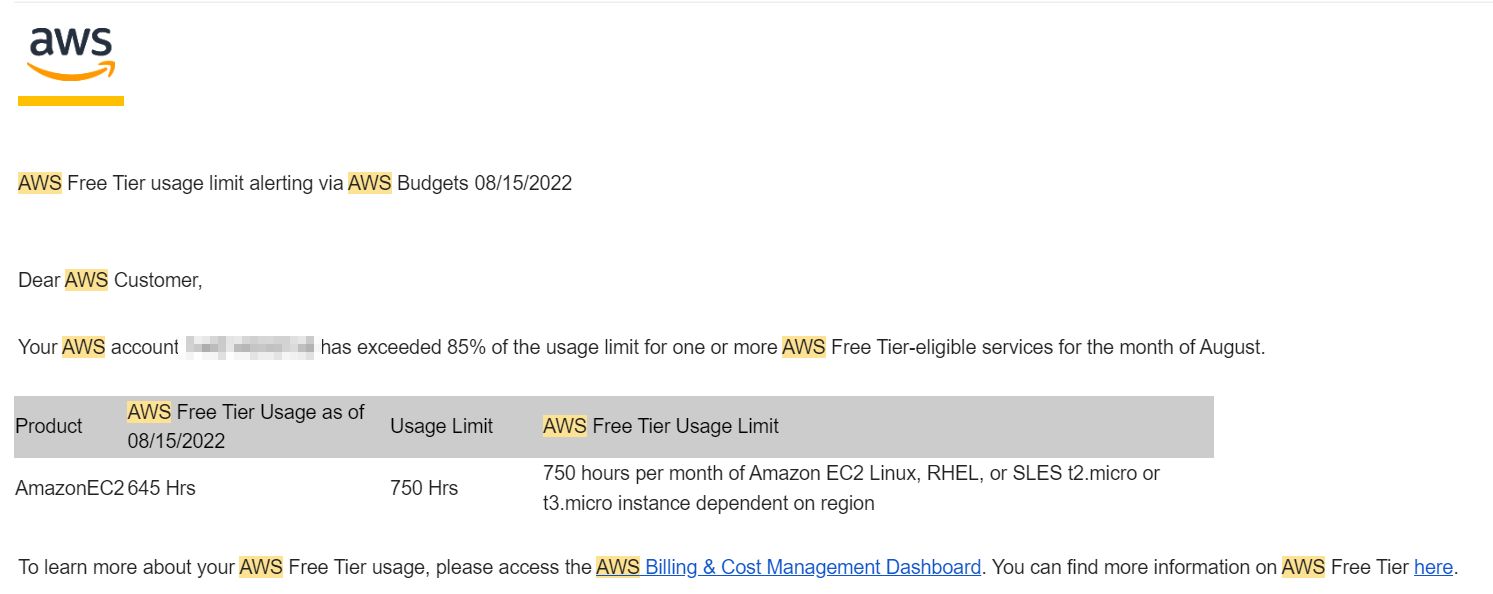 aws
AWS Free Tier usage limit alerting via AWS Budgets 08/15/2022
Dear AWS Customer,
Your AWS account has exceeded 85% of the usage limit for one or more AWS Free Tier-eligible services for the month of August.
Product
AWS Free Tier Usage as of
08/15/2022
Usage Limit
AWS Free Tier Usage Limit
AmazonEC2
645 Hrs
750 Hrs
750 hours per month of Amazon EC2 Linux, RHEL, or SLES t2.micro or
t3.micro instance dependent on region
To learn more about your AWS Free Tier usage, please access the AWS Billing & Cost Management Dashboard. You can find more information on AWS Free Tier here.